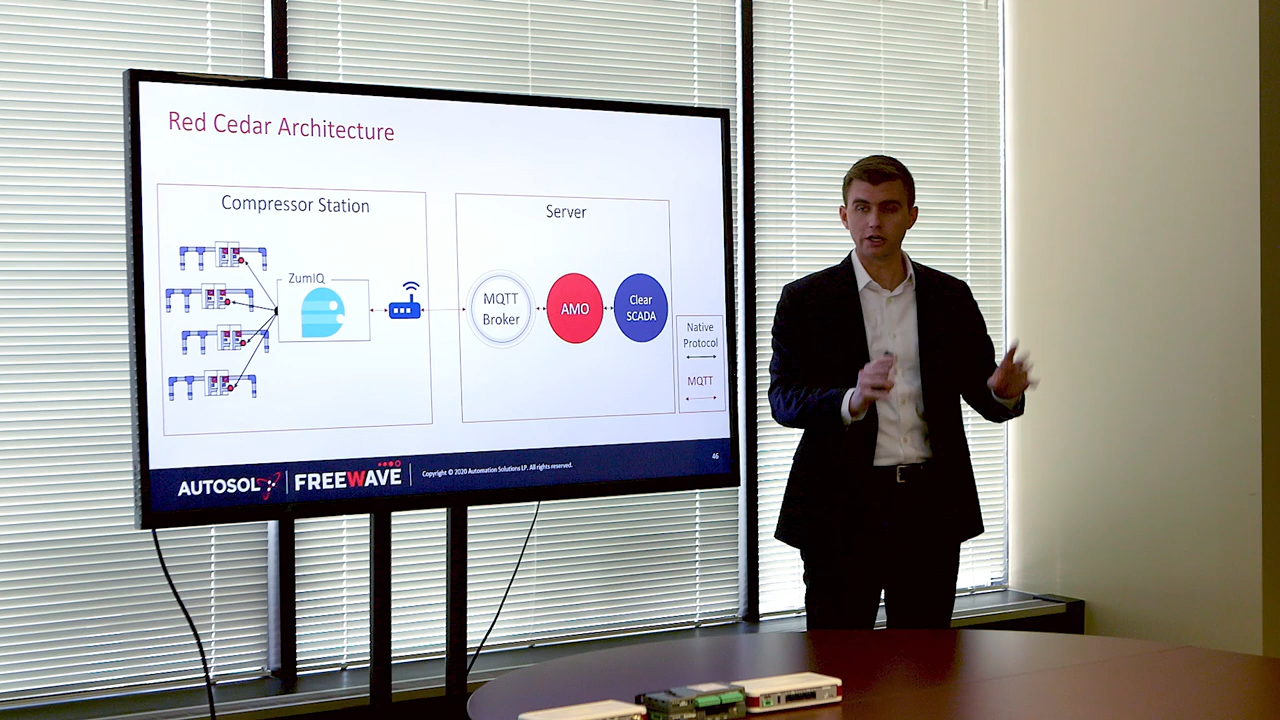 Red Cedar Architecture
Compressor Station
ZumIQ
Server
MQTT
Broker
AMO
Clear
SCADA
Native
Protocol
MQTT
AUTOSOL
FREEWAVE
Copyright © 2020 Automation Solutions LP. All rights reserved.
46